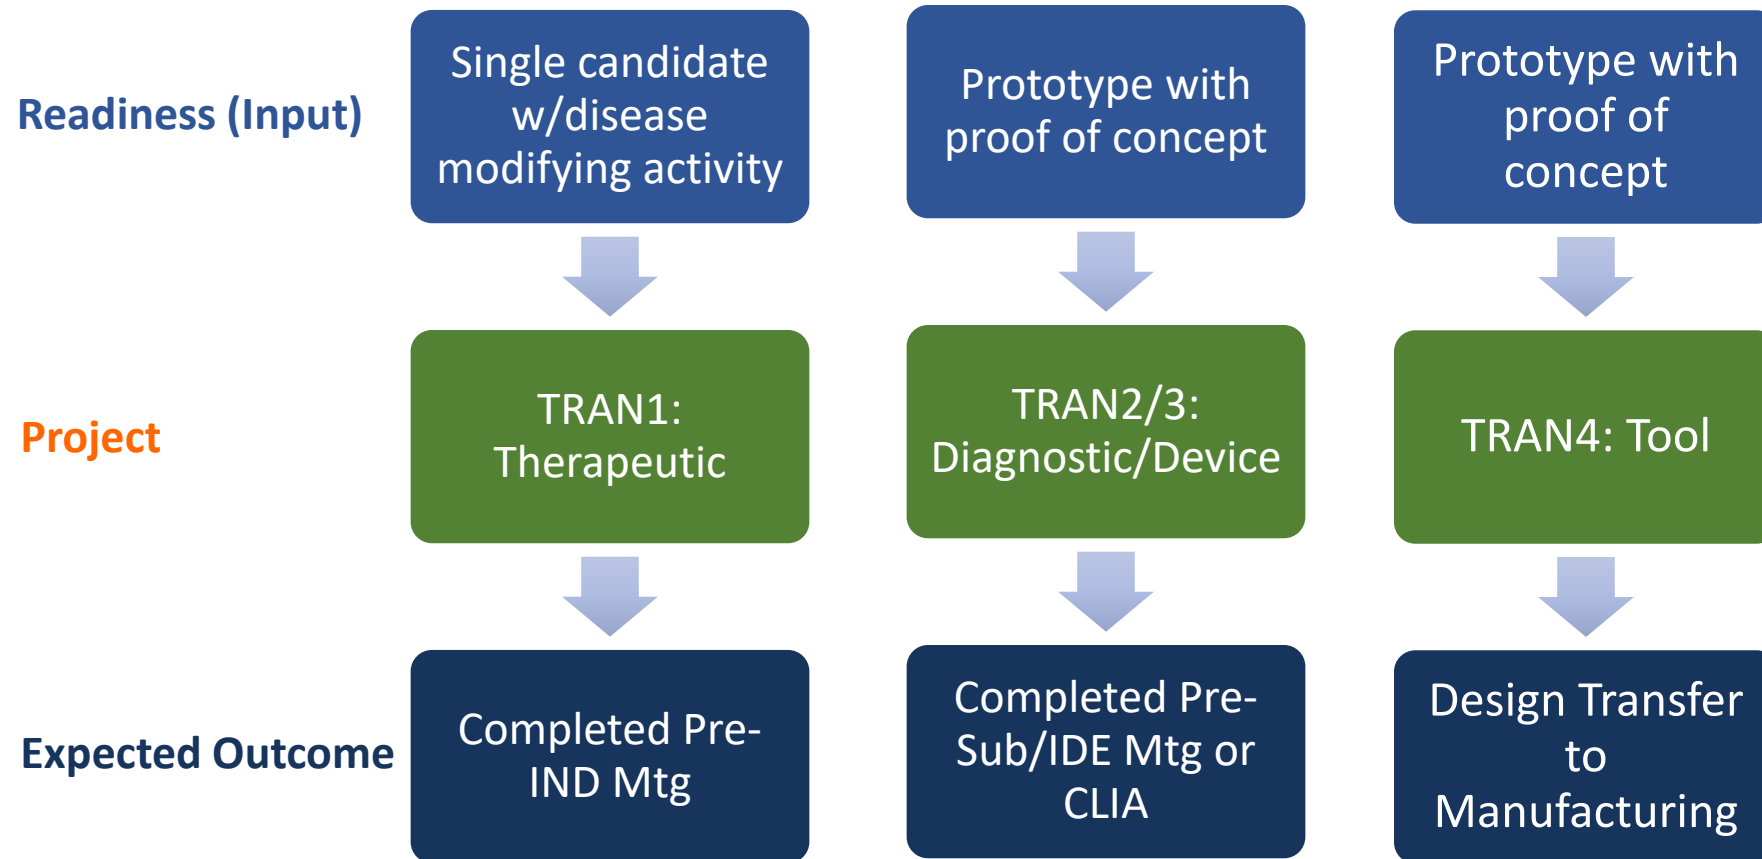 Readiness (Input)
Single candidate
w/disease
modifying activity
Prototype with
proof of concept
Prototype with
proof of
concept
Project
TRAN1:
Therapeutic
TRAN2/3:
Diagnostic/Device
TRAN4: Tool
Expected Outcome
Completed Pre-
IND Mtg
Completed Pre-
Sub/IDE Mtg or
CLIA
Design Transfer
to
Manufacturing